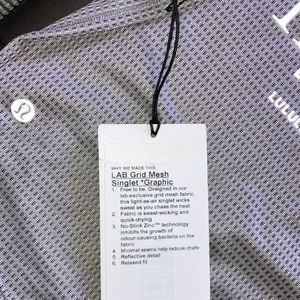 LULU
WHY WE MADE THIS
LAB Grid Mesh
Singlet *Graphic
1. Free to be. Designed in our
lab-exclusive grid mesh fabric,
this light-as-air singlet wicks
sweat as you chase the heat
2. Fabric is sweat-wicking and
quick-drying
3. No-Stink Zinc™ technology
inhibits the growth of
odour-causing bacteria on the
fabric
4. Minimal seams help reduce chafe
5. Reflective detail
6. Relaxed fit